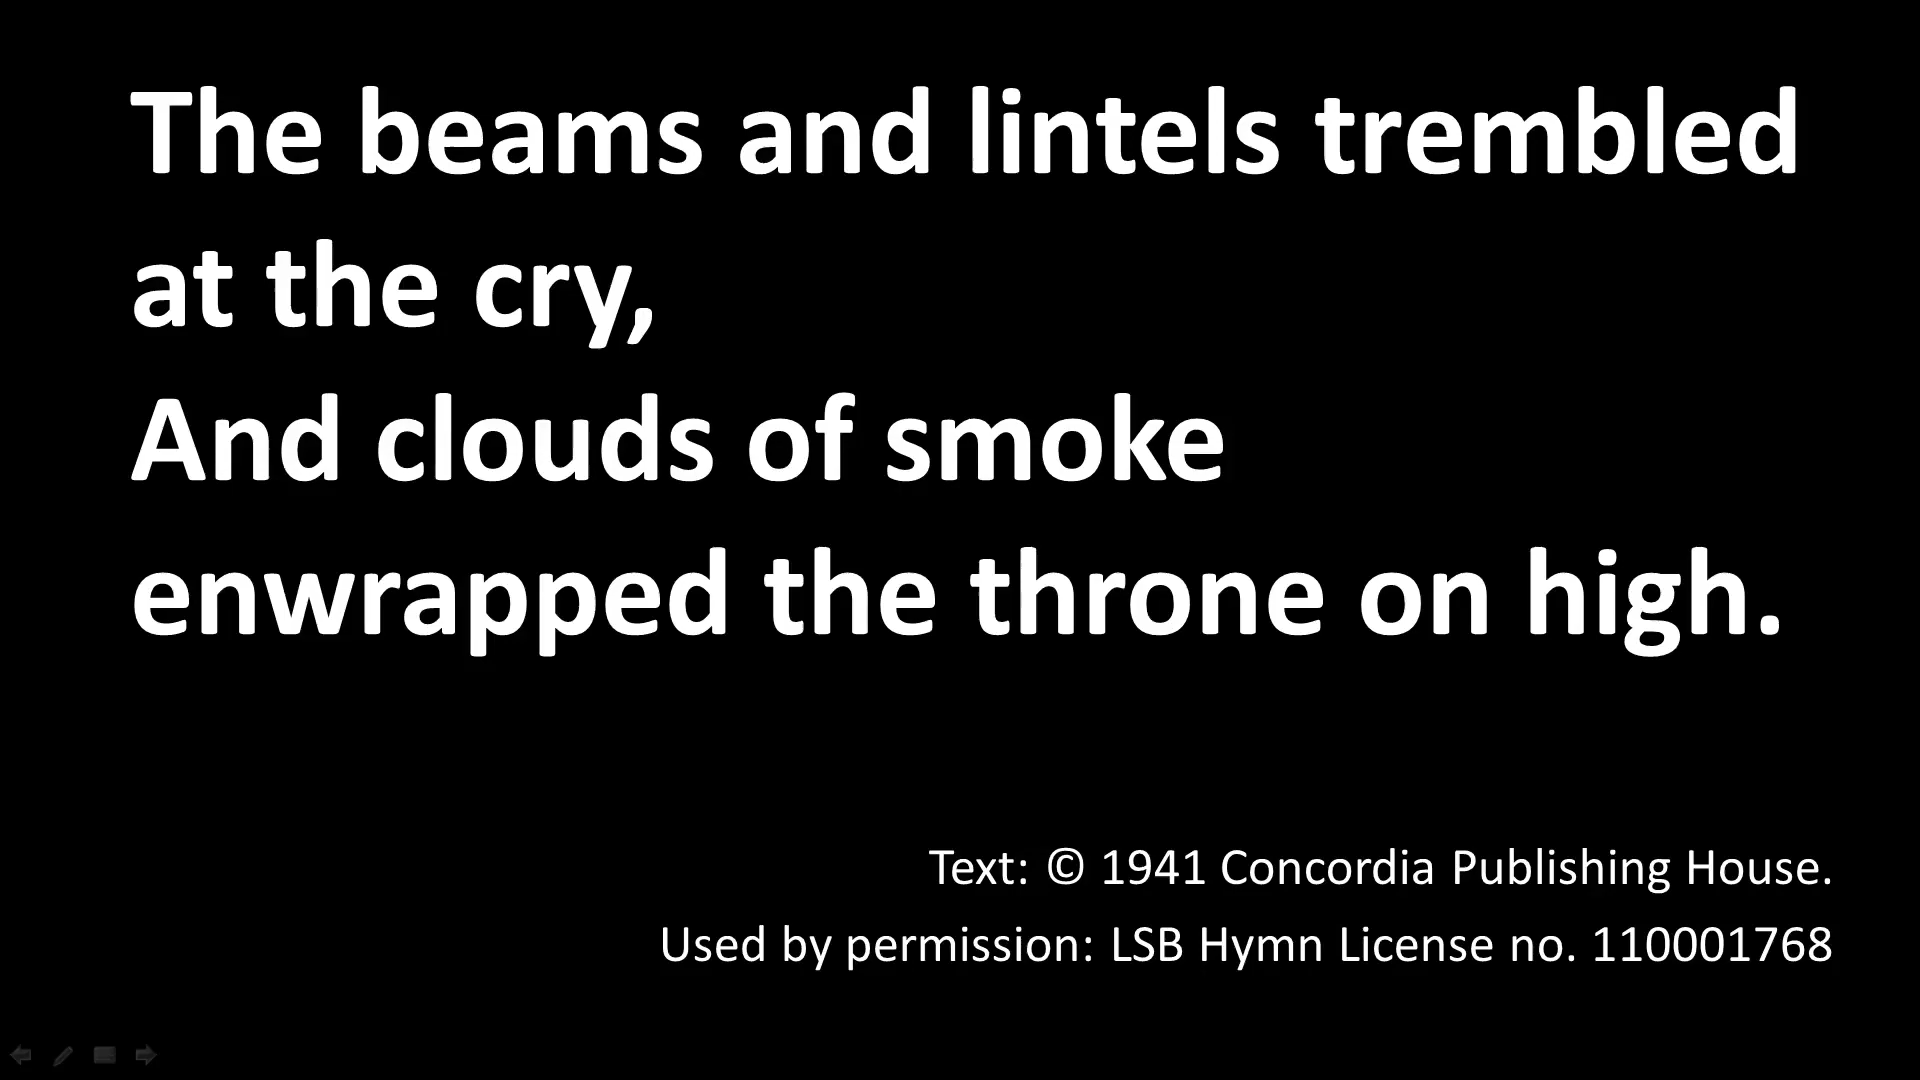 The beams and lintels trembled
at the cry,
And clouds of smoke
enwrapped the throne on high.
Text: © 1941 Concordia Publishing House.
Used by permission: LSB Hymn License no. 110001768